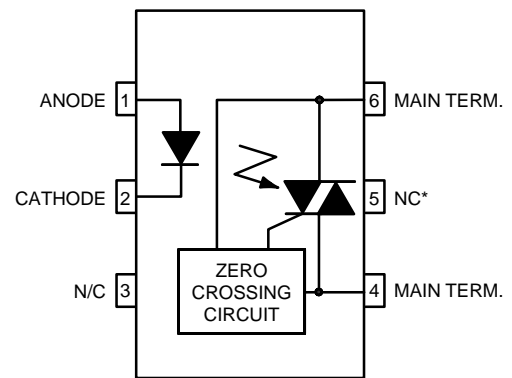 ANODE 1
CATHODE 2
N/C 3
6 MAIN TERM.
5 NC*
4 MAIN TERM.
ZERO
CROSSING
CIRCUIT